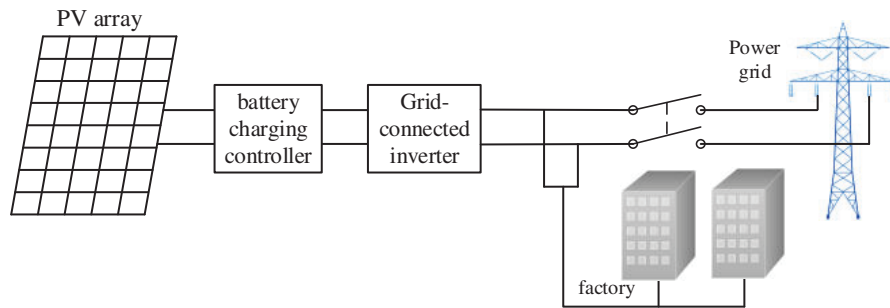 PV array
battery
charging
controller
Grid-
connected
inverter
Power
grid
factory